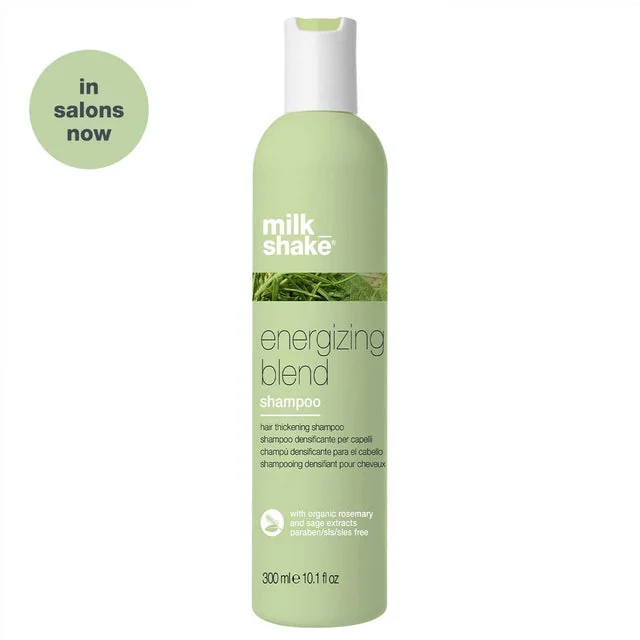 in
salons
now
milk
shake®
energizing
blend
shampoo
hair thickening shampoo
shampoo densificante per capelli
champú densificante para el cabello
shampooing densifiant pour cheveux
with organic rosemary
and sage extracts
paraben/sls/sles free
300 ml e 10.1 fl oz